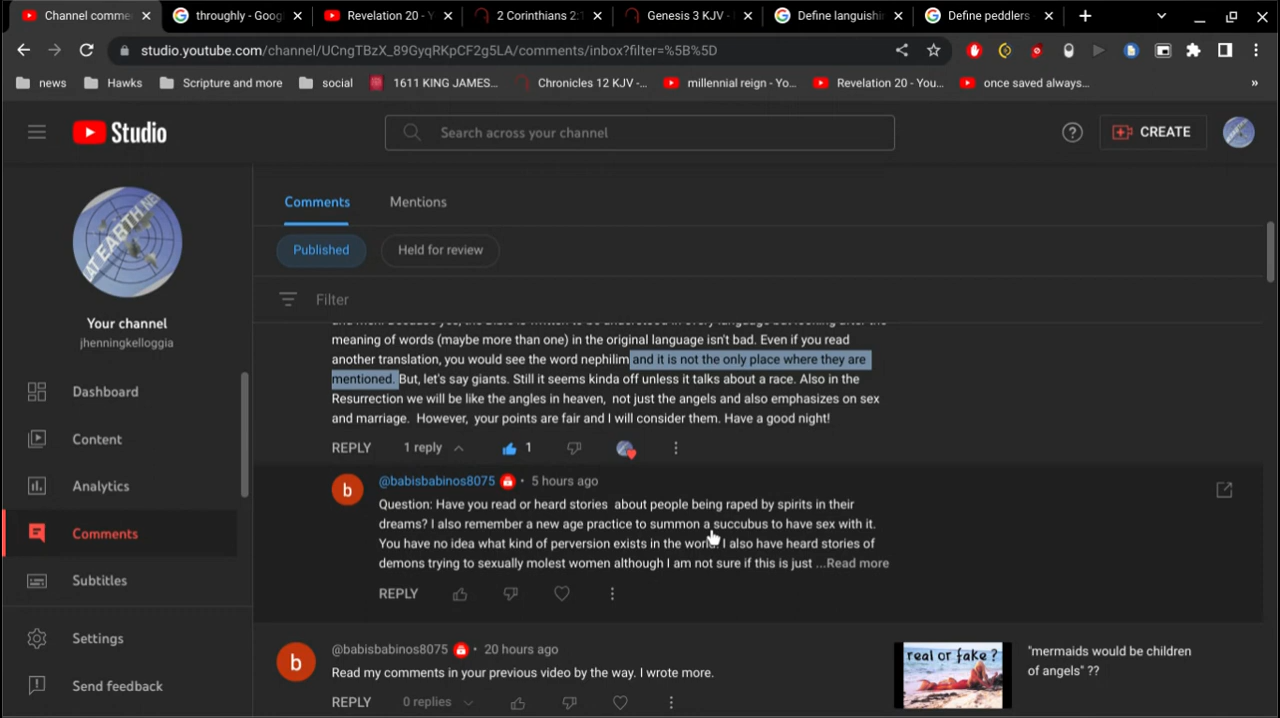 Channel comme
throughly - Goog
Revelation 20 - Y
2 Corinthians 2:1
Genesis 3 KJV -
Define languishin
Define peddlers
studio.youtube.com/channel/UCngTBzX_89GyqRKpCF2g5LA/comments/inbox?filter=%5B%5D
news
Hawks
Scripture and more
social
1611 KING JAMES...
Chronicles 12 KJV -...
millennial reign - Yo...
Revelation 20 - You...
once saved always...
»
Studio
Search across your channel
CREATE
Your channel
jhenningkelloggia
Dashboard
Content
Analytics
Comments
Subtitles
Settings
Send feedback
Comments
Mentions
Published
Held for review
Filter
meaning of words (maybe more than one) in the original language isn't bad. Even if you read
another translation, you would see the word nephilim and it is not the only place where they are
mentioned. But, let's say giants. Still it seems kinda off unless it talks about a race. Also in the
Resurrection we will be like the angles in heaven, not just the angels and also emphasizes on sex
and marriage. However, your points are fair and I will consider them. Have a good night!
REPLY
1 reply
1
b
@babisbabinos8075 • 5 hours ago
Question: Have you read or heard stories about people being raped by spirits in their
dreams? I also remember a new age practice to summon a succubus to have sex with it.
You have no idea what kind of perversion exists in the world. I also have heard stories of
demons trying to sexually molest women although I am not sure if this is just ...Read more
REPLY
b
@babisbabinos8075 • 20 hours ago
Read my comments in your previous video by the way. I wrote more.
REPLY
0 replies
real or fake ?
"mermaids would be children
of angels" ??